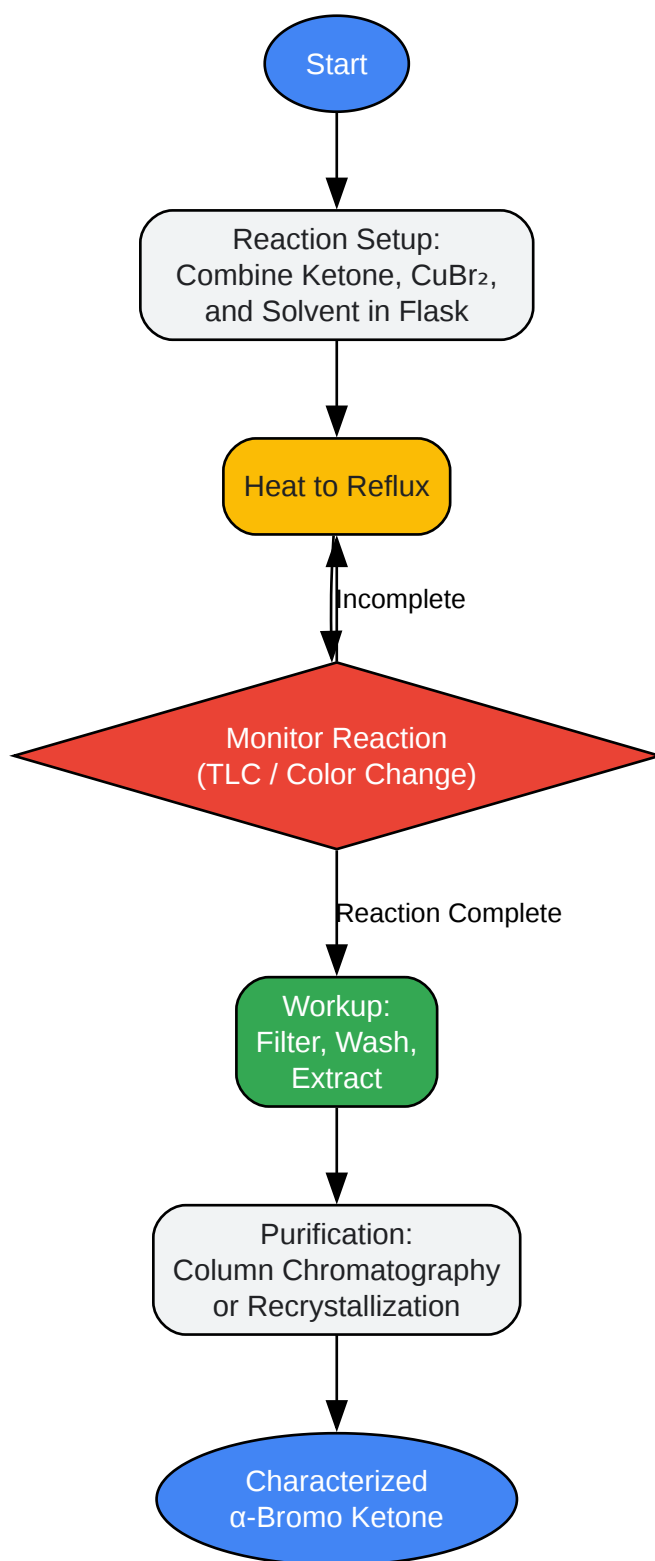 Start
Reaction Setup:
Combine Ketone, CuBr₂,
and Solvent in Flask
Heat to Reflux
Incomplete
Monitor Reaction
(TLC / Color Change)
Reaction Complete
Workup:
Filter, Wash,
Extract
Purification:
Column Chromatography
or Recrystallization
Characterized
α-Bromo Ketone